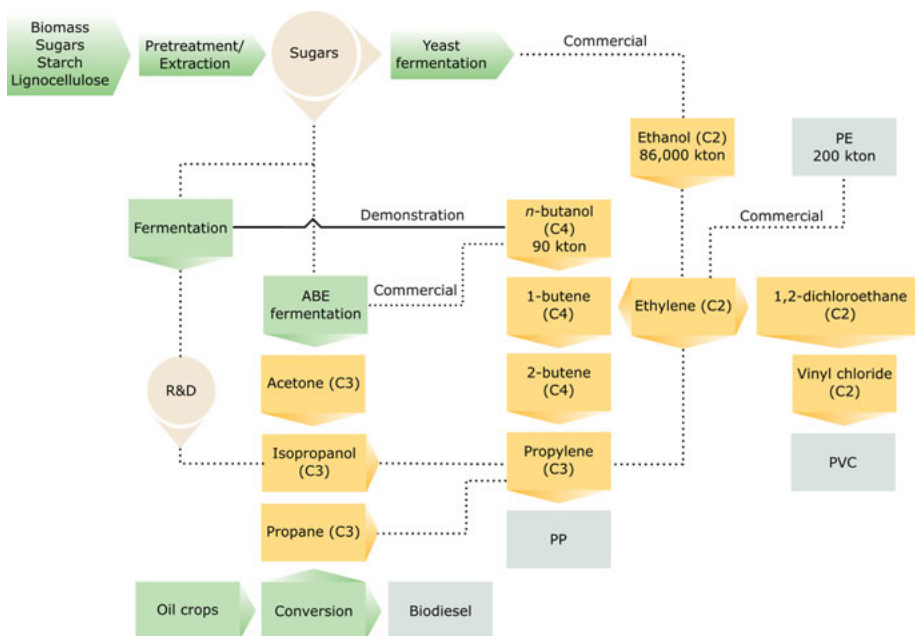 Biomass
Sugars
Starch
Lignocellulose
Pretreatment/
Extraction
Sugars
Yeast
fermentation
Commercial
Ethanol (C2)
86,000 kton
PE
200 kton
Fermentation
Demonstration
n-butanol
(C4)
90 kton
Commercial
ABE
fermentation
Commercial
1-butene
(C4)
Ethylene (C2)
1,2-dichloroethane
(C2)
R&D
Acetone (C3)
2-butene
(C4)
Vinyl chloride
(C2)
Isopropanol
(C3)
Propylene
(C3)
PVC
Propane (C3)
PP
Oil crops
Conversion
Biodiesel